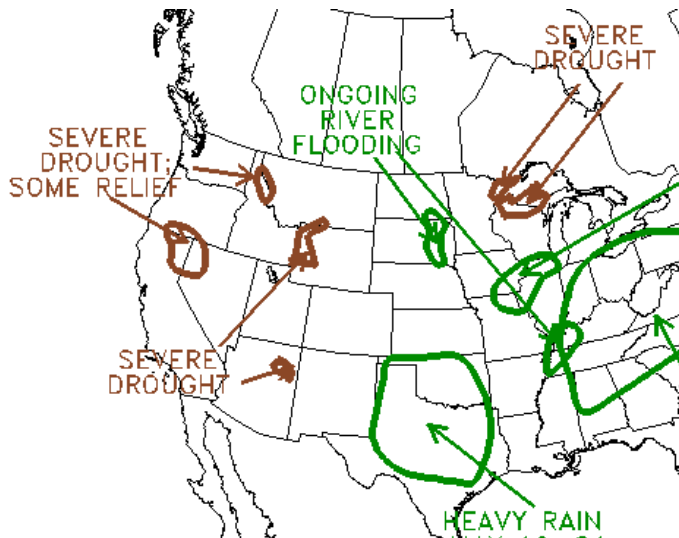 SEVERE
DROUGHT
ONGOING
RIVER
FLOODING
SEVERE
DROUGHT;
SOME RELIEF
SEVERE
DROUGHT
HEAVY RAIN